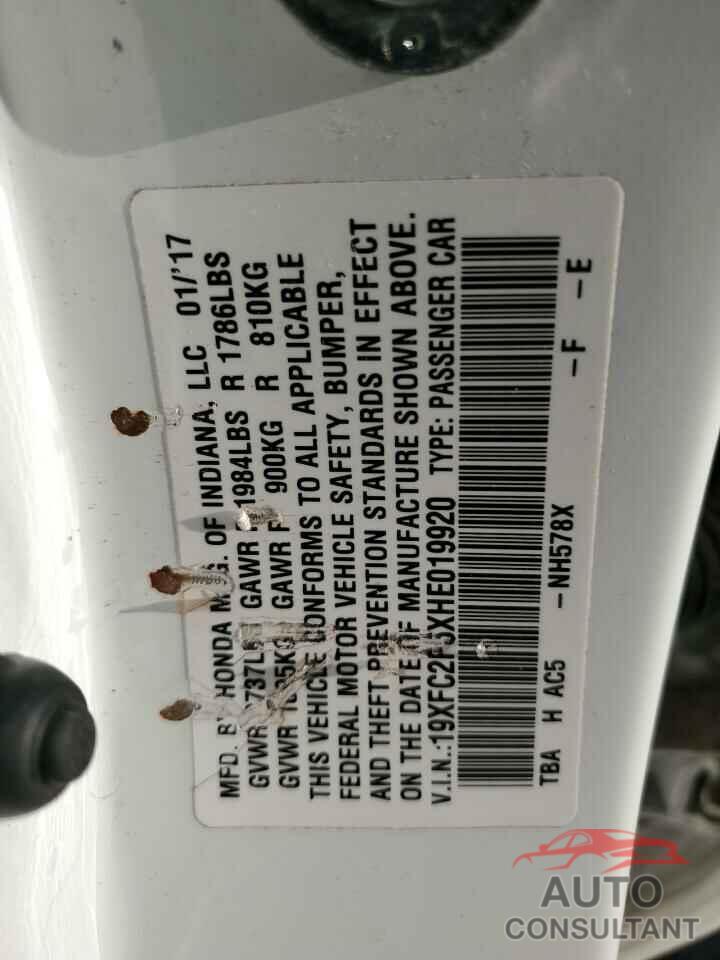 MFD. BY HONDA MFG. OF INDIANA, LLC 01/'17
GAWR 1984LBS R 1786LBS
GVWR GAWR F 900KG R 810KG
THIS VEHICLE CONFORMS TO ALL APPLICABLE
FEDERAL MOTOR VEHICLE SAFETY, BUMPER,
AND THEFT PREVENTION STANDARDS IN EFFECT
ON THE DATE OF MANUFACTURE SHOWN ABOVE.
V.I.N.: TYPE: PASSENGER CAR
TBA H AC5 -NH578X -F -E
AUTO
CONSULTANT